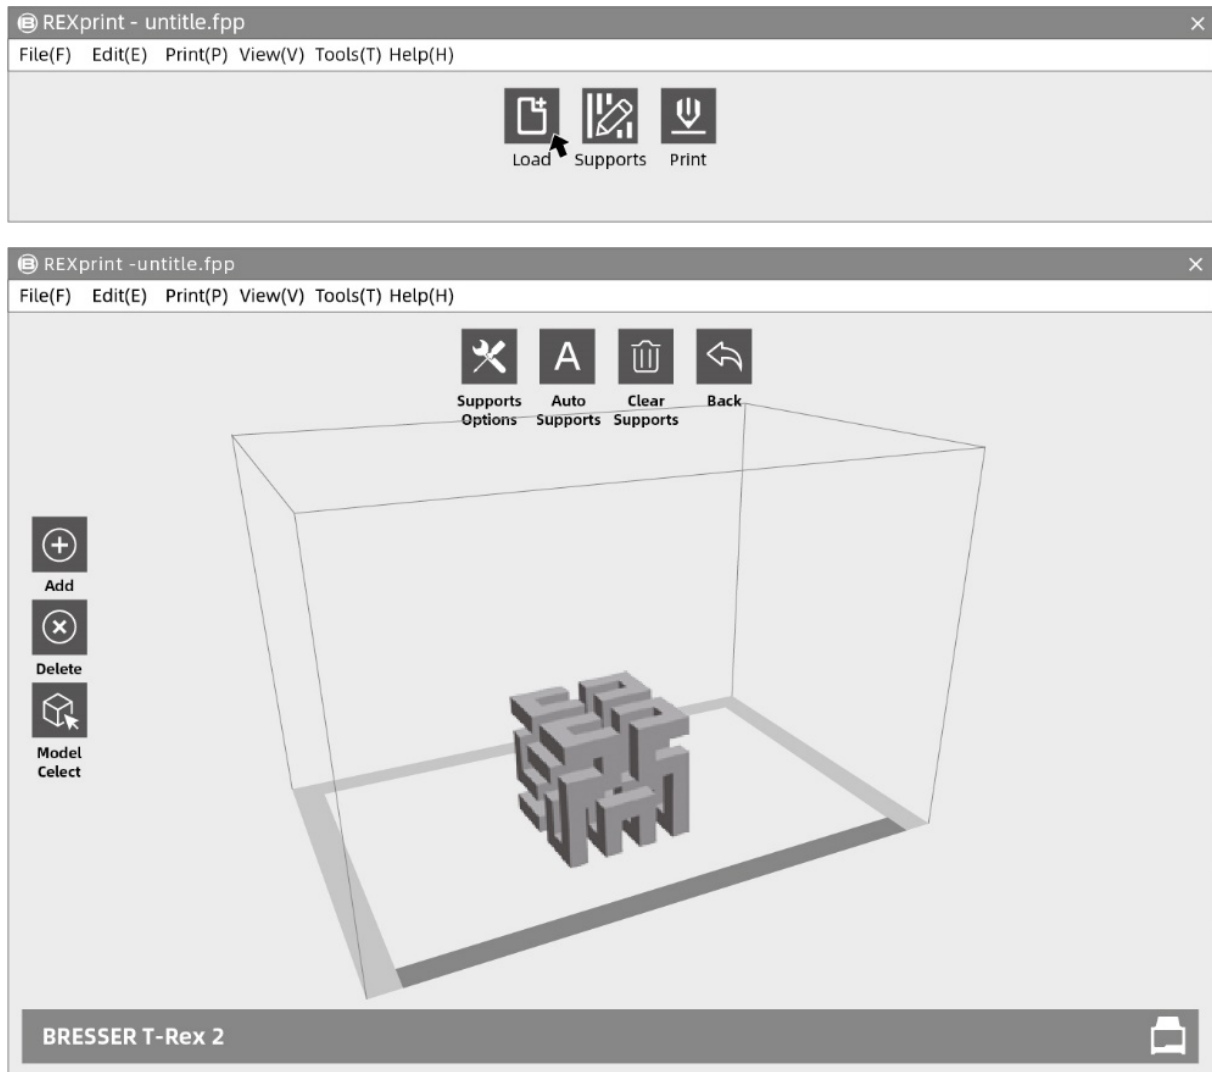 REXprint - untitle.fpp
File(F) Edit(E) Print(P) View(V) Tools(T) Help(H)
Load Supports Print
REXprint -untitle.fpp
File(F) Edit(E) Print(P) View(V) Tools(T) Help(H)
Supports Options
Auto Supports
Clear Supports
Back
Add
Delete
Model
Celect
BRESSER T-Rex 2